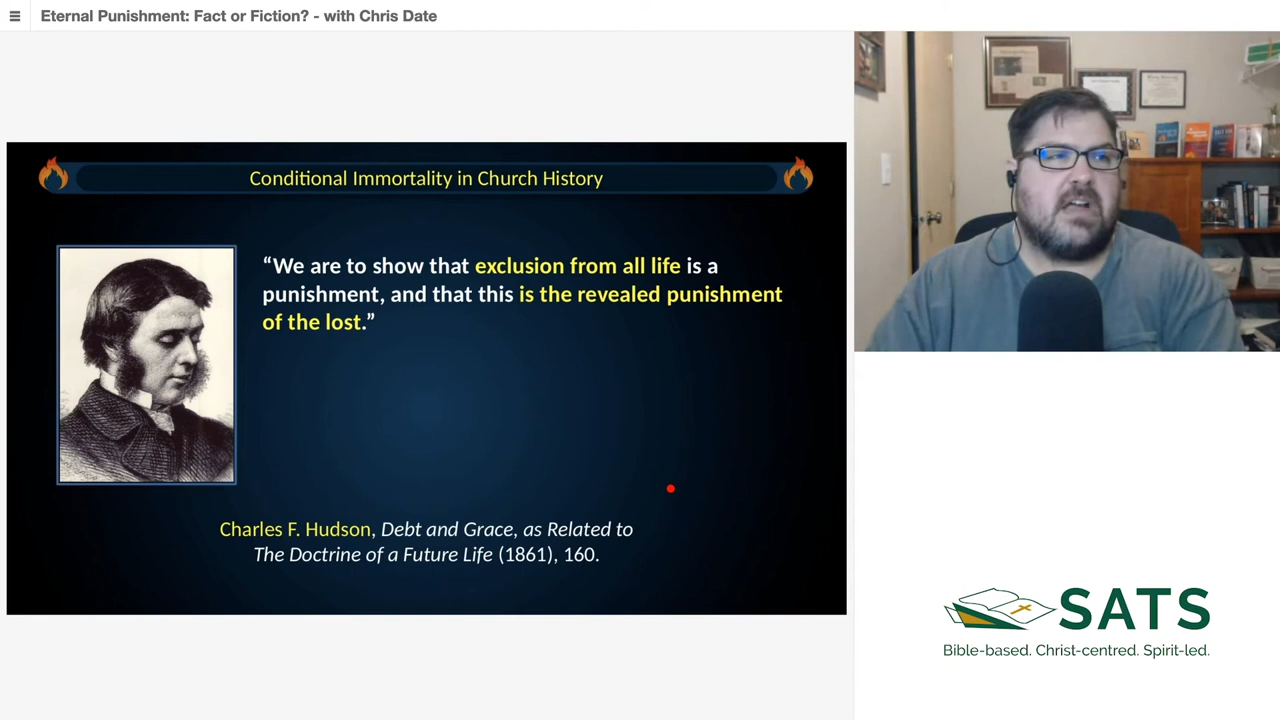 Eternal Punishment: Fact or Fiction? - with Chris Date
Conditional Immortality in Church History
“We are to show that exclusion from all life is a
punishment, and that this is the revealed punishment
of the lost.”
Charles F. Hudson, Debt and Grace, as Related to
The Doctrine of a Future Life (1861), 160.
SATS
Bible-based. Christ-centred. Spirit-led.